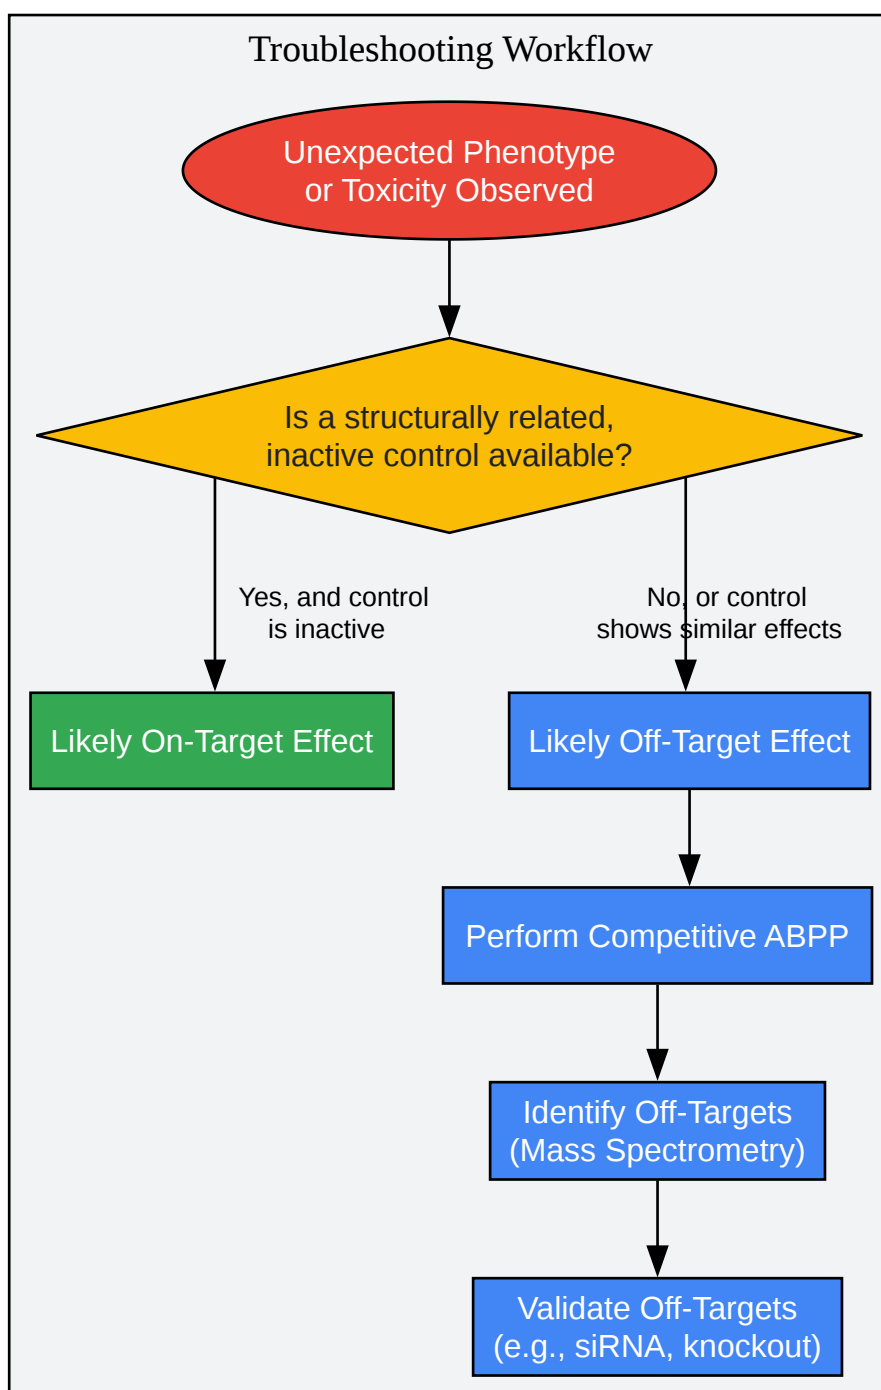 Troubleshooting Workflow
Unexpected Phenotype
or Toxicity Observed
Is a structurally related,
inactive control available?
Yes, and control
is inactive
No, or control
shows similar effects
Likely On-Target Effect
Likely Off-Target Effect
Perform Competitive ABPP
Identify Off-Targets
(Mass Spectrometry)
Validate Off-Targets
(e.g., siRNA, knockout)